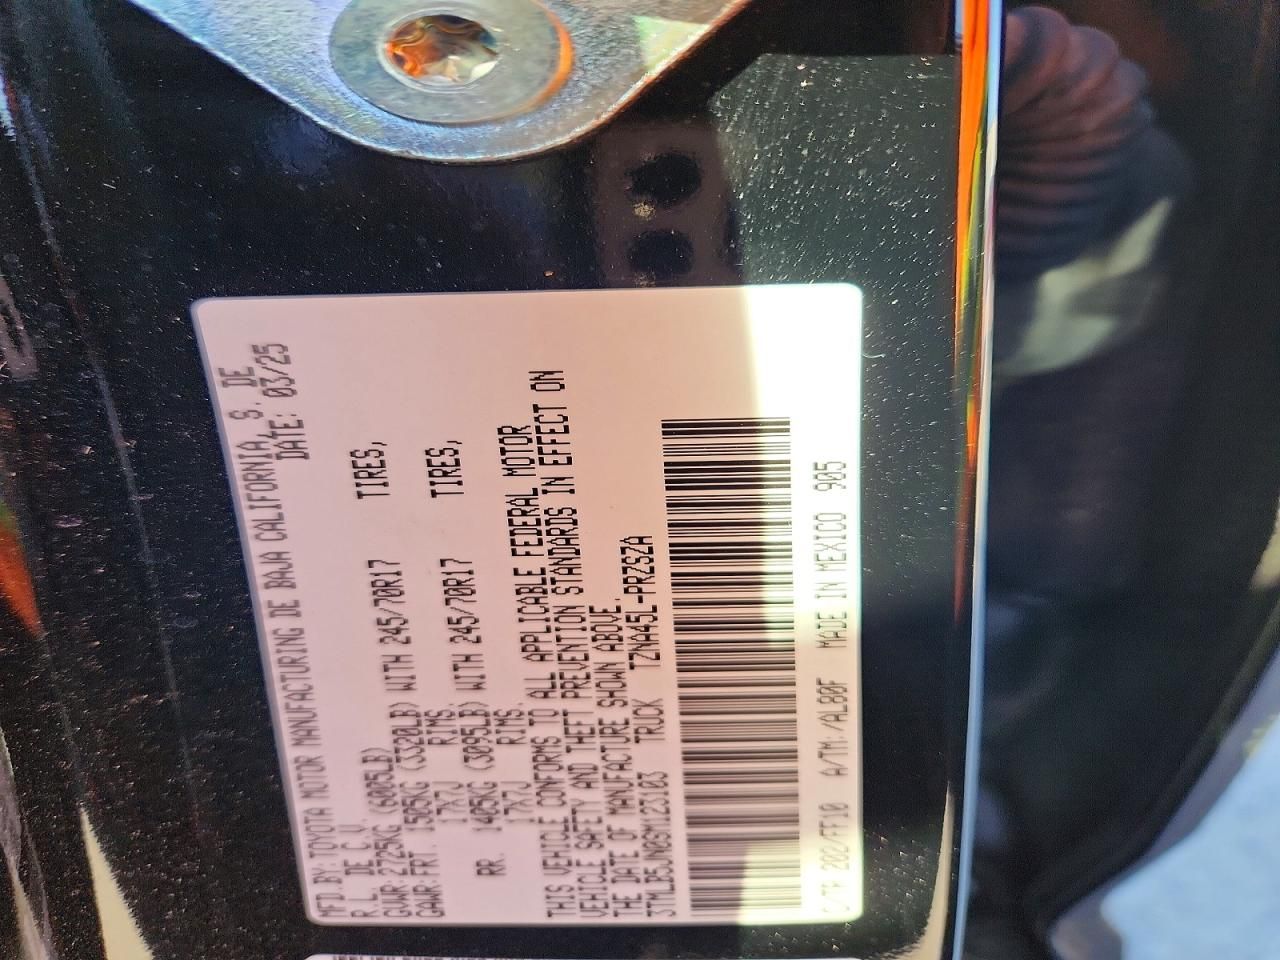 MFD.BY: TOYOTA MOTOR MANUFACTURING DE BAJA CALIFORNIA, S. DE
R.L. DE C.V. DATE: 03/25
GVWR: 2725KG (6005LB)
GAWR:FRT. 1505KG (3320LB) WITH 245/70R17 TIRES,
17X7J RIMS,
RR. 1405KG (3095LB) WITH 245/70R17 TIRES,
17X7J RIMS.
THIS VEHICLE CONFORMS TO ALL APPLICABLE FEDERAL MOTOR
VEHICLE SAFETY AND THEFT PREVENTION STANDARDS IN EFFECT ON
THE DATE OF MANUFACTURE SHOWN ABOVE.
3TMLB5JN0SM123103 TRUCK TZNA45L-PRZSZA
C/TR 202/FF10 A/TM: /AL80F MADE IN MEXICO 905